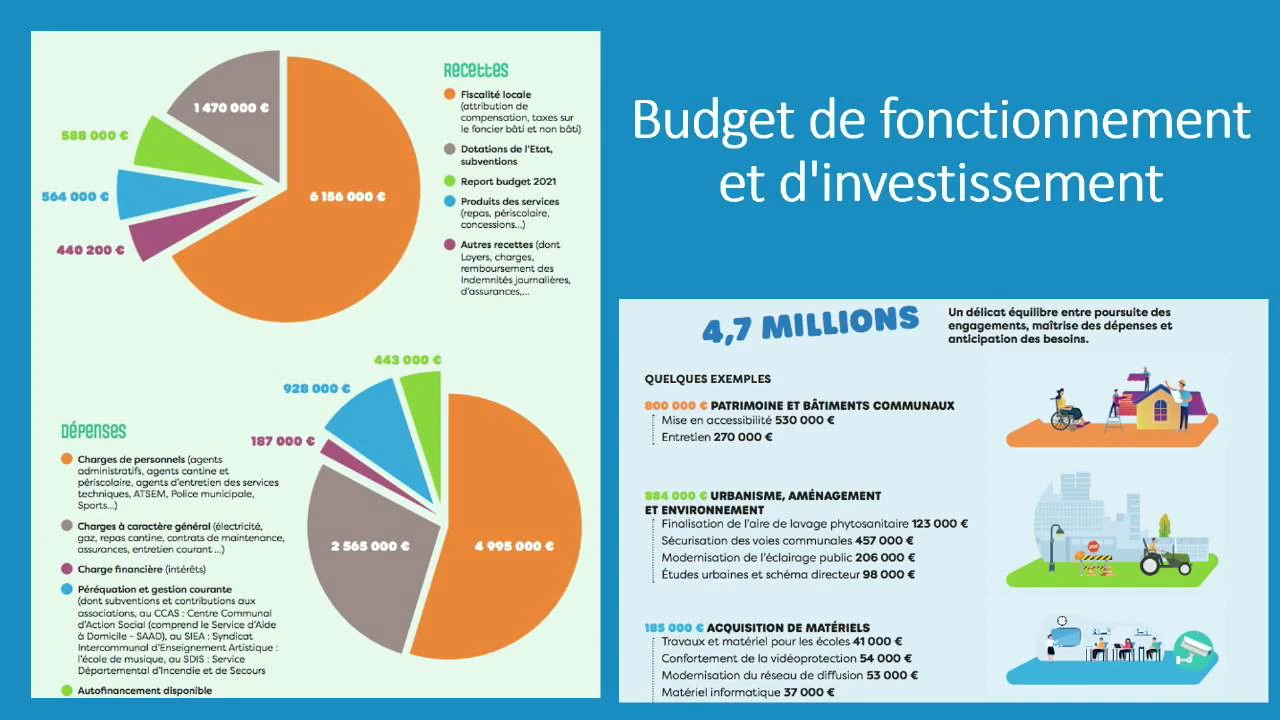 Budget de fonctionnement
et d'investissement
Recettes
1 470 000 €
588 000 €
564 000 €
440 200 €
6 156 000 €
Fiscalité locale
(attribution de
compensation, taxes sur
le foncier bâti et non bâti)
Dotations de l'Etat,
subventions
Report budget 2021
Produits des services
(repas, périscolaire,
concessions...)
Autres recettes (dont
Loyers, charges,
remboursement des
Indemnités journalières,
d'assurances,...
443 000 €
928 000 €
187 000 €
2 565 000 €
4 995 000 €
Dépenses
Charges de personnels (agents
administratifs, agents cantine et
périscolaire, agents d'entretien des services
techniques, ATSEM, Police municipale,
Sports...)
Charges à caractère général (électricité,
gaz, repas cantine, contrats de maintenance,
assurances, entretien courant ...)
Charge financière (intérêts)
Péréquation et gestion courante
(dont subventions et contributions aux
associations, au CCAS : Centre Communal
d'Action Social (comprend le Service d'Aide
à Domicile - SAAD), au SIEA : Syndicat
Intercommunal d'Enseignement Artistique :
l'école de musique, au SDIS : Service
Départemental d'Incendie et de Secours
Autofinancement disponible
4,7 MILLIONS
Un délicat équilibre entre poursuite des
engagements, maîtrise des dépenses et
anticipation des besoins.
QUELQUES EXEMPLES
800 000 € PATRIMOINE ET BÂTIMENTS COMMUNAUX
Mise en accessibilité 530 000 €
Entretien 270 000 €
884 000 € URBANISME, AMÉNAGEMENT
ET ENVIRONNEMENT
Finalisation de l'aire de lavage phytosanitaire 123 000 €
Sécurisation des voies communales 457 000 €
Modernisation de l'éclairage public 206 000 €
Études urbaines et schéma directeur 98 000 €
185 000 € ACQUISITION DE MATÉRIELS
Travaux et matériel pour les écoles 41 000 €
Confortement de la vidéoprotection 54 000 €
Modernisation du réseau de diffusion 53 000 €
Matériel informatique 37 000 €